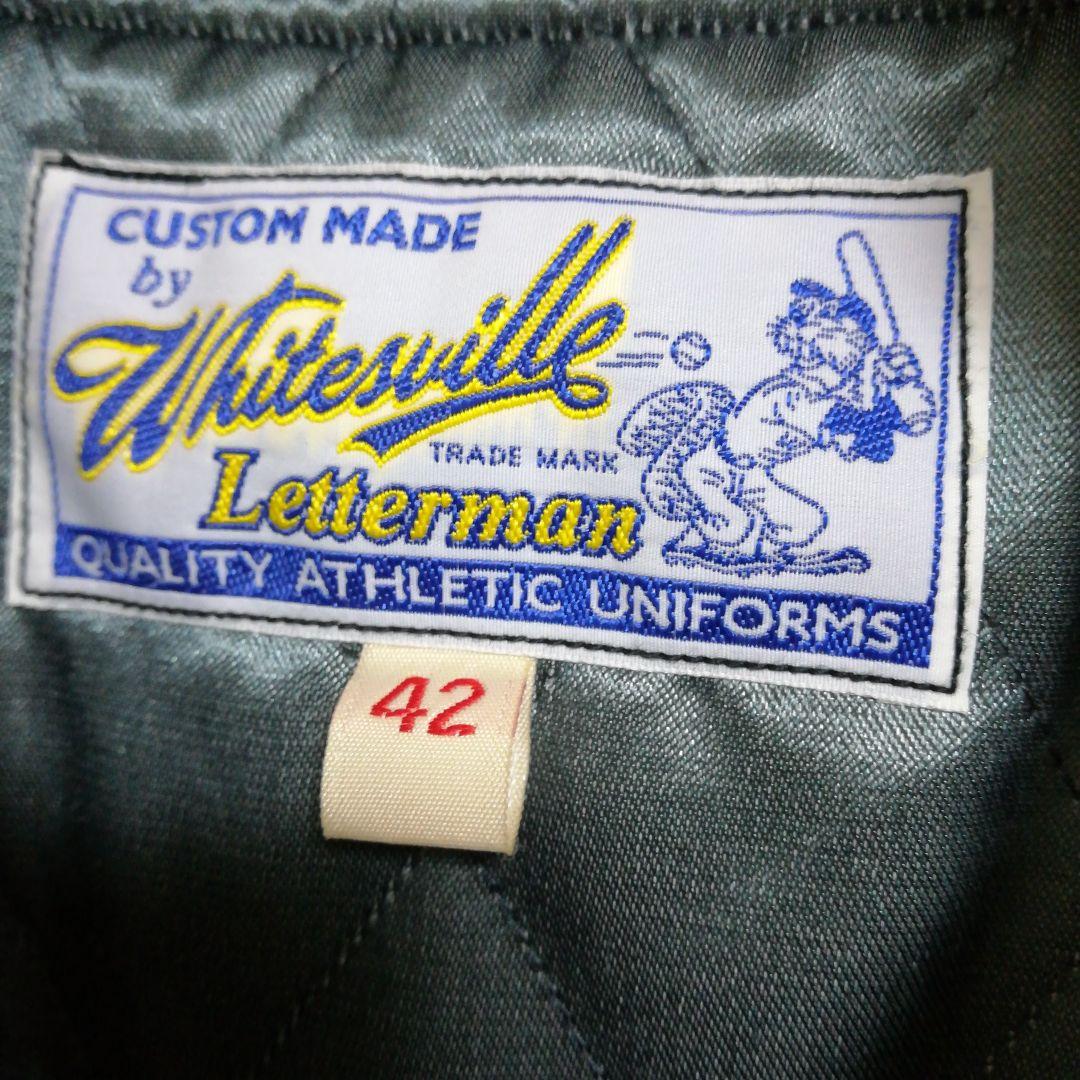 CUSTOM MADE
by
Whitesville
TRADE MARK
Letterman
QUALITY ATHLETIC UNIFORMS
42